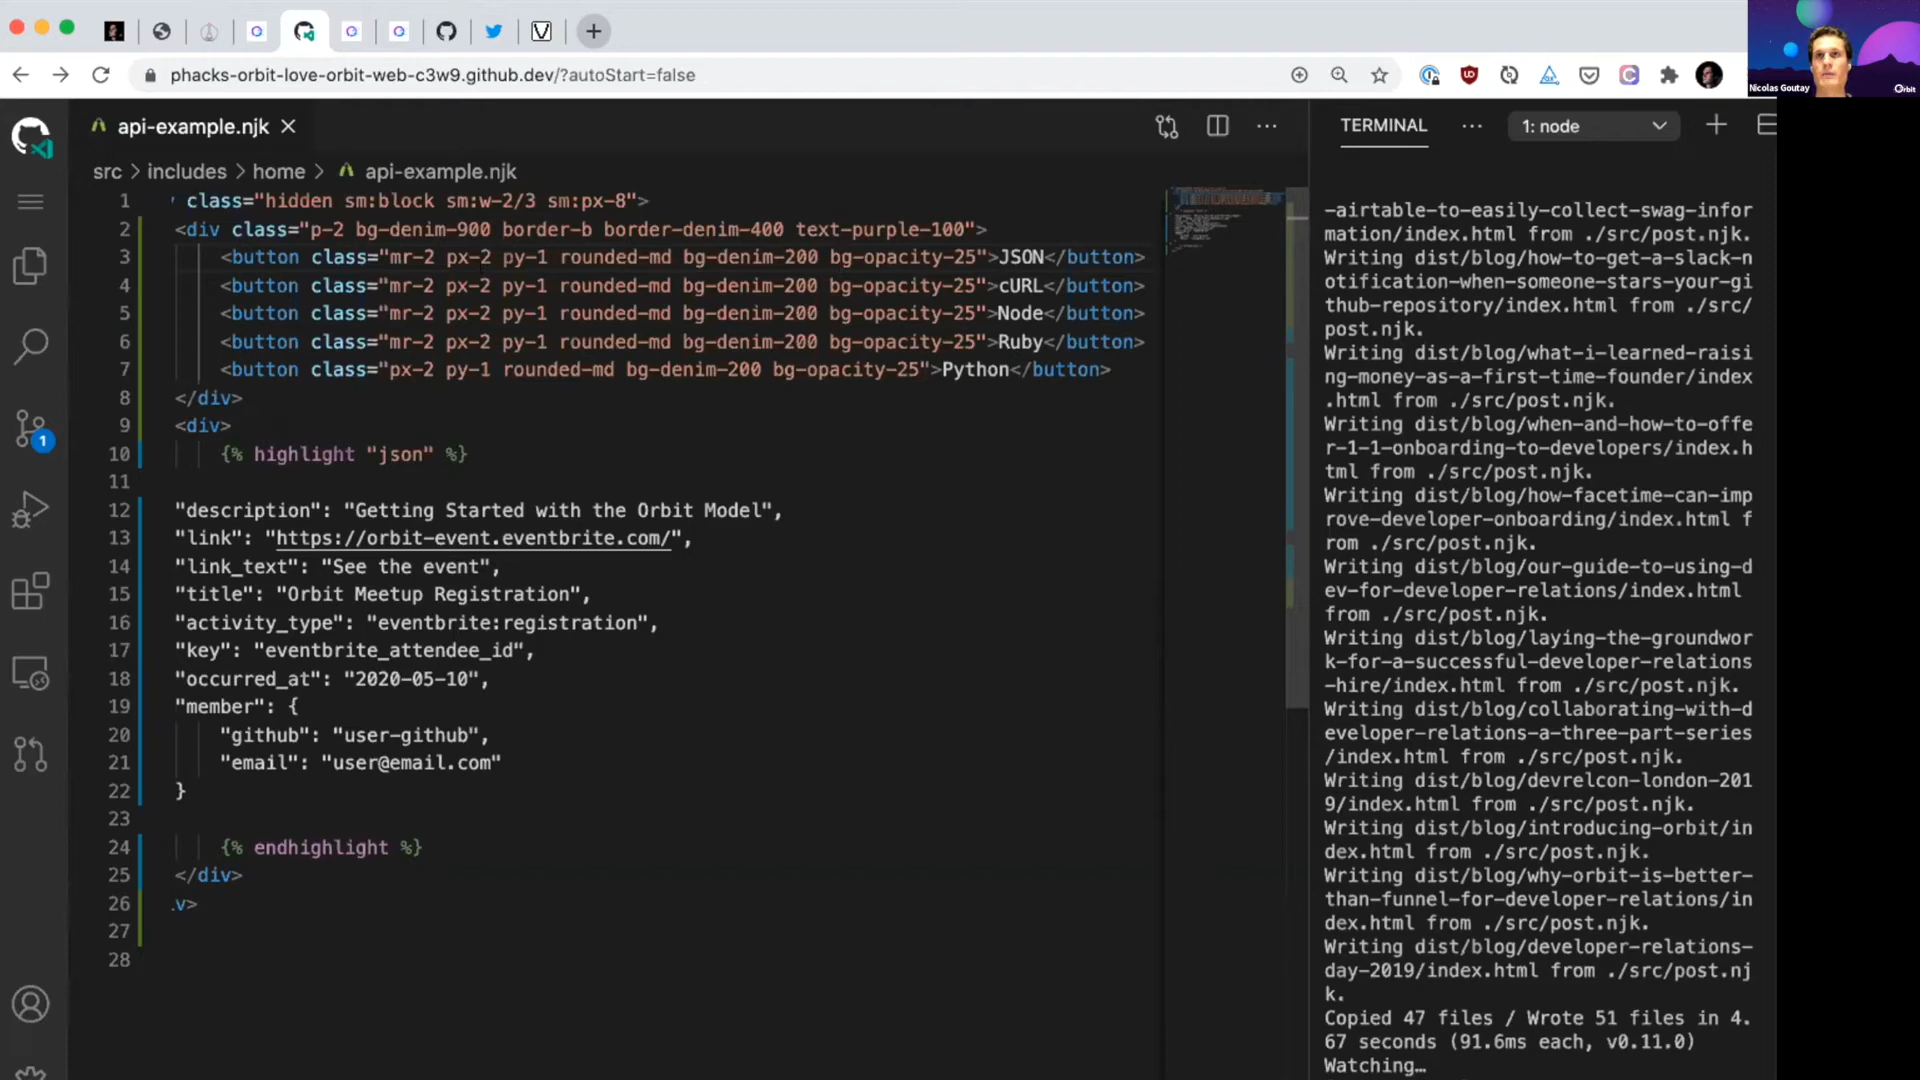 phacks-orbit-love-orbit-web-c3w9.github.dev/?autoStart=false
Nicolas Goutay
Orbit
api-example.njk
src > includes > home > api-example.njk
1 class="hidden sm:block sm:w-2/3 sm:px-8">
2 <div class="p-2 bg-denim-900 border-b border-denim-400 text-purple-100">
3 <button class="mr-2 px-2 py-1 rounded-md bg-denim-200 bg-opacity-25">JSON</button>
4 <button class="mr-2 px-2 py-1 rounded-md bg-denim-200 bg-opacity-25">cURL</button>
5 <button class="mr-2 px-2 py-1 rounded-md bg-denim-200 bg-opacity-25">Node</button>
6 <button class="mr-2 px-2 py-1 rounded-md bg-denim-200 bg-opacity-25">Ruby</button>
7 <button class="px-2 py-1 rounded-md bg-denim-200 bg-opacity-25">Python</button>
8 </div>
9 <div>
10 {% highlight "json" %}
11
12 "description": "Getting Started with the Orbit Model",
13 "link": "https://orbit-event.eventbrite.com/",
14 "link_text": "See the event",
15 "title": "Orbit Meetup Registration",
16 "activity_type": "eventbrite:registration",
17 "key": "eventbrite_attendee_id",
18 "occurred_at": "2020-05-10",
19 "member": {
20 "github": "user-github",
21 "email": "user@email.com"
22 }
23
24 {% endhighlight %}
25 </div>
26 v>
27
28
1
TERMINAL
1: node
-airtable-to-easily-collect-swag-infor
mation/index.html from ./src/post.njk.
Writing dist/blog/how-to-get-a-slack-n
otification-when-someone-stars-your-gi
thub-repository/index.html from ./src/
post.njk.
Writing dist/blog/what-i-learned-raisi
ng-money-as-a-first-time-founder/index
.html from ./src/post.njk.
Writing dist/blog/when-and-how-to-offe
r-1-1-onboarding-to-developers/index.h
tml from ./src/post.njk.
Writing dist/blog/how-facetime-can-imp
rove-developer-onboarding/index.html f
rom ./src/post.njk.
Writing dist/blog/our-guide-to-using-d
ev-for-developer-relations/index.html
from ./src/post.njk.
Writing dist/blog/laying-the-groundwor
k-for-a-successful-developer-relations
-hire/index.html from ./src/post.njk.
Writing dist/blog/collaborating-with-d
eveloper-relations-a-three-part-series
/index.html from ./src/post.njk.
Writing dist/blog/devrelcon-london-201
9/index.html from ./src/post.njk.
Writing dist/blog/introducing-orbit/in
dex.html from ./src/post.njk.
Writing dist/blog/why-orbit-is-better-
than-funnel-for-developer-relations/in
dex.html from ./src/post.njk.
Writing dist/blog/developer-relations-
day-2019/index.html from ./src/post.nj
k.
Copied 47 files / Wrote 51 files in 4.
67 seconds (91.6ms each, v0.11.0)
Watching…